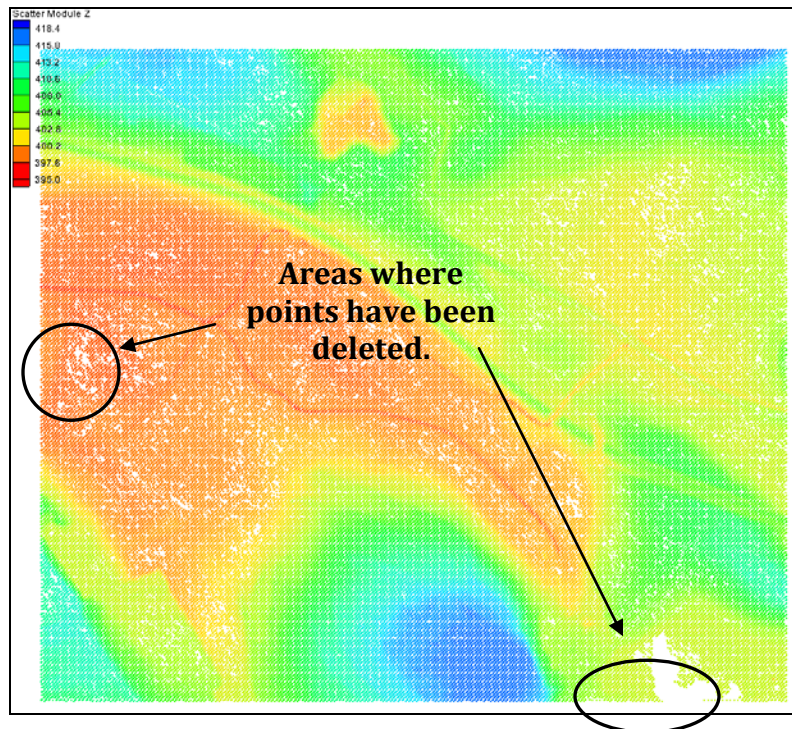 Scatter Module Z
418.4
415.8
413.2
410.6
408.0
405.4
402.8
400.2
397.6
395.0
Areas where
points have been
deleted.